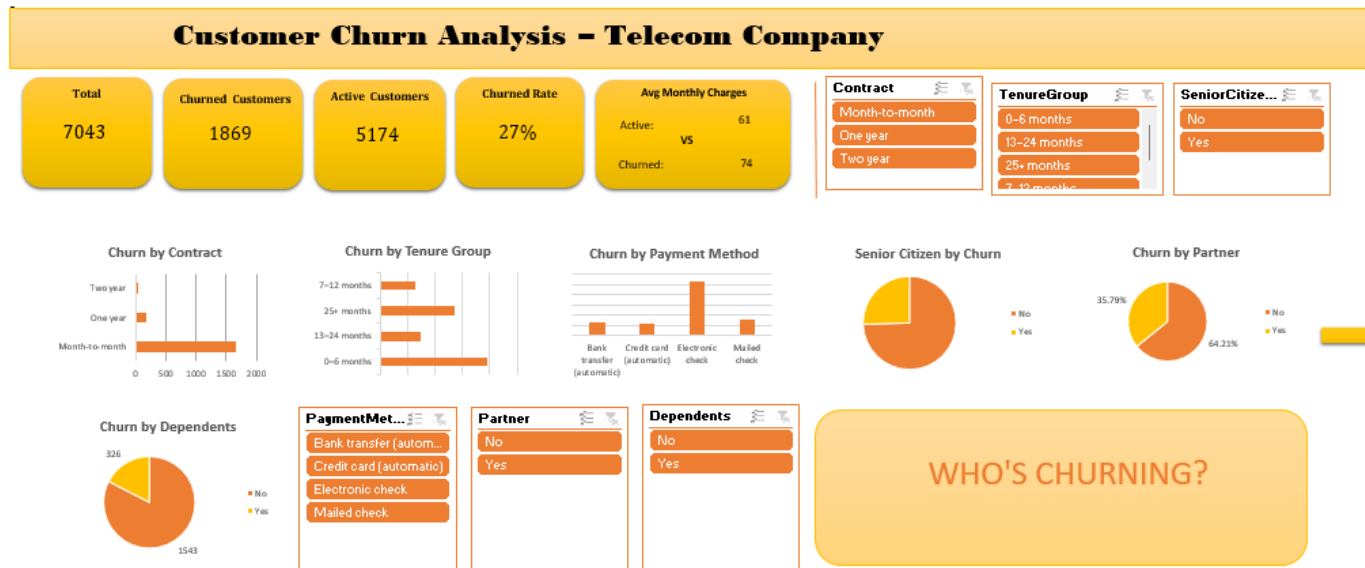 Customer Churn Analysis – Telecom Company
Total
7043
Churned Customers
1869
Active Customers
5174
Churned Rate
27%
Avg Monthly Charges
Active: 61
VS
Churned: 74
Contract
Month-to-month
One year
Two year
TenureGroup
0–6 months
13–24 months
25+ months
7–12 months
SeniorCitize...
No
Yes
Churn by Contract
Two year
One year
Month-to-month
0 500 1000 1500 2000
Churn by Tenure Group
7–12 months
25+ months
13–24 months
0–6 months
Churn by Payment Method
Bank
transfer
(automatic)
Credit card
(automatic)
Electronic
check
Mailed
check
Senior Citizen by Churn
No
Yes
Churn by Partner
35.79%
64.21%
No
Yes
Churn by Dependents
326
1543
No
Yes
PaymentMet...
Bank transfer (autom...
Credit card (automatic)
Electronic check
Mailed check
Partner
No
Yes
Dependents
No
Yes
WHO'S CHURNING?